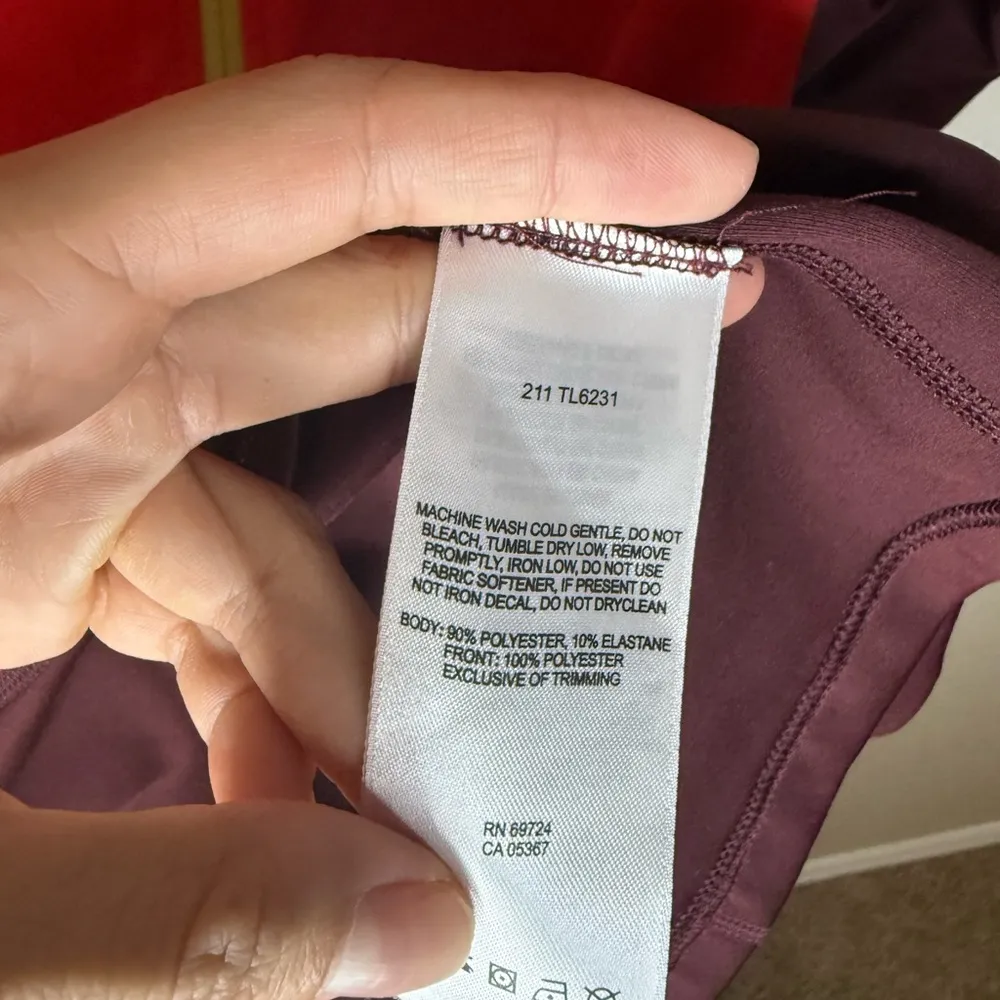 211 TL6231
MACHINE WASH COLD GENTLE, DO NOT
BLEACH, TUMBLE DRY LOW, REMOVE
PROMPTLY, IRON LOW, DO NOT USE
FABRIC SOFTENER, IF PRESENT DO
NOT IRON DECAL, DO NOT DRYCLEAN
BODY: 90% POLYESTER, 10% ELASTANE
FRONT: 100% POLYESTER
EXCLUSIVE OF TRIMMING
RN 69724
CA 05367